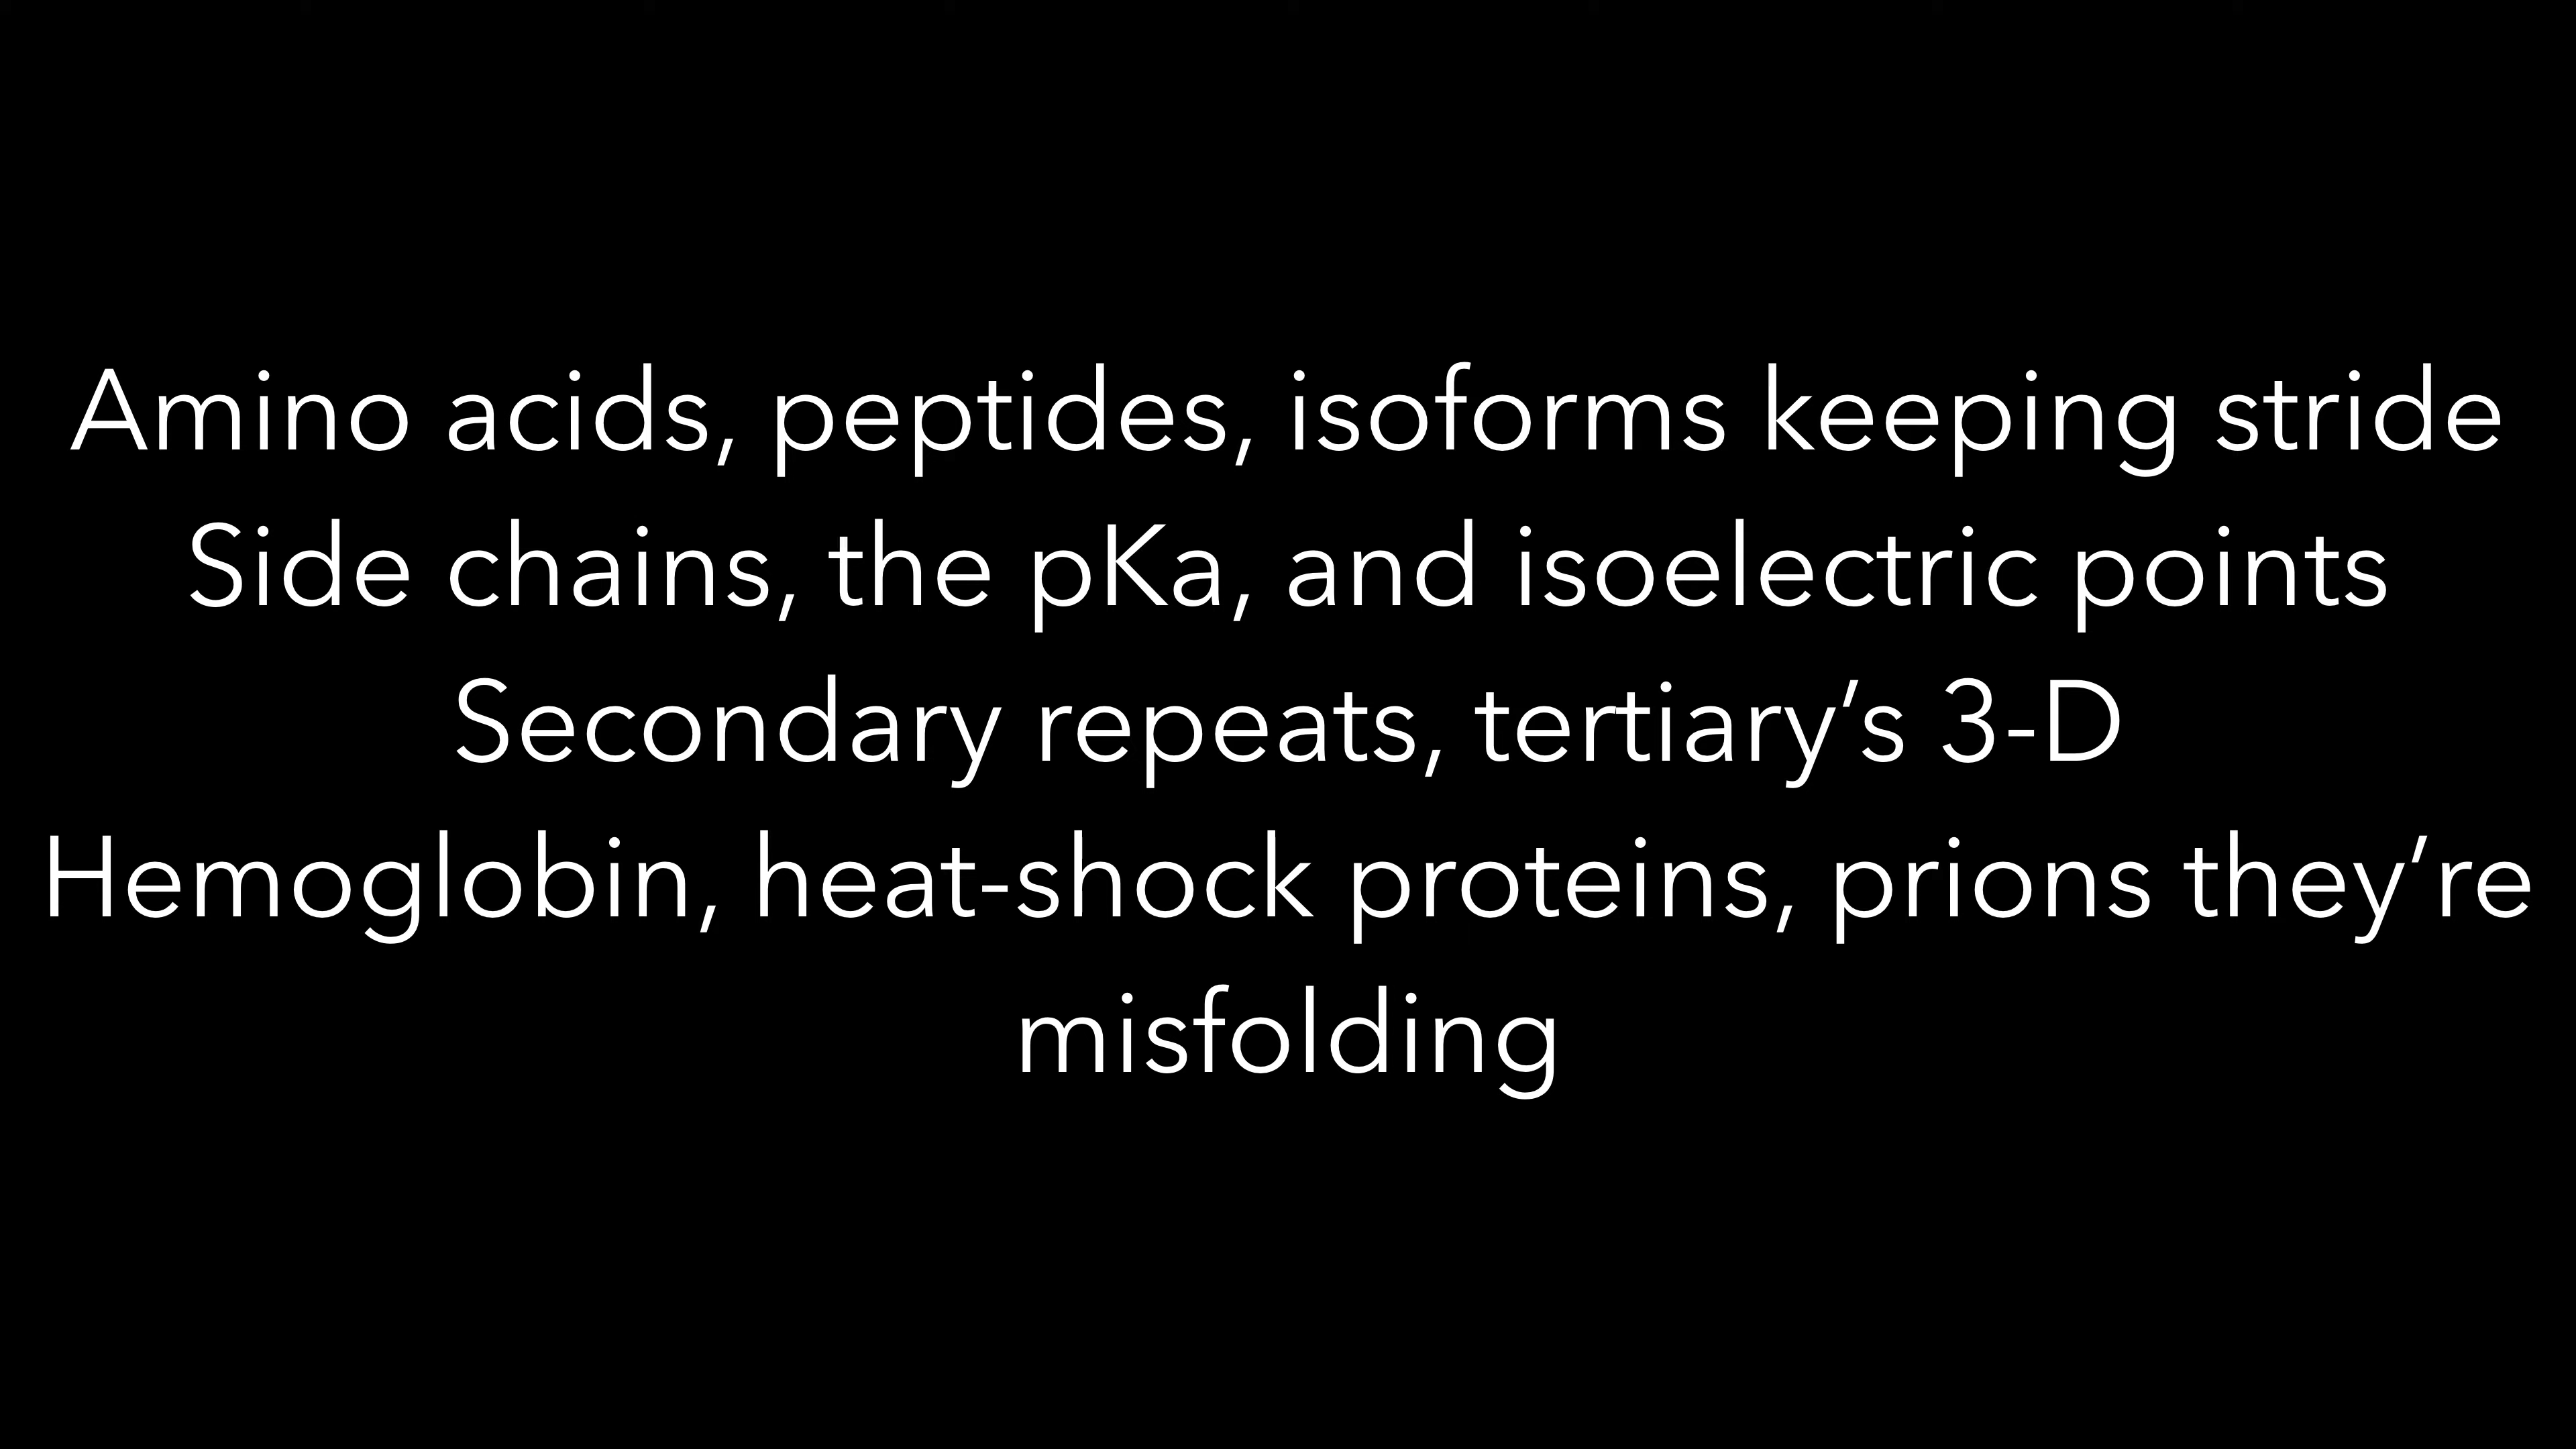 Amino acids, peptides, isoforms keeping stride
Side chains, the pKa, and isoelectric points
Secondary repeats, tertiary’s 3-D
Hemoglobin, heat-shock proteins, prions they’re
misfolding